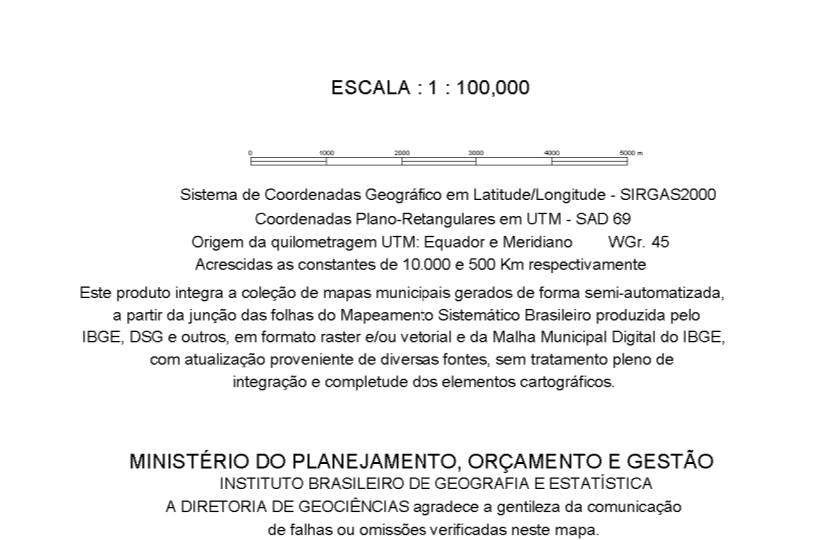 ESCALA : 1 : 100,000
0 1000 2000 3000 4000 5000 m
Sistema de Coordenadas Geográfico em Latitude/Longitude - SIRGAS2000
Coordenadas Plano-Retangulares em UTM - SAD 69
Origem da quilometragem UTM: Equador e Meridiano WGr. 45
Acrescidas as constantes de 10.000 e 500 Km respectivamente
Este produto integra a coleção de mapas municipais gerados de forma semi-automatizada,
a partir da junção das folhas do Mapeamento Sistemático Brasileiro produzida pelo
IBGE, DSG e outros, em formato raster e/ou vetorial e da Malha Municipal Digital do IBGE,
com atualização proveniente de diversas fontes, sem tratamento pleno de
integração e completude dos elementos cartográficos.
MINISTÉRIO DO PLANEJAMENTO, ORÇAMENTO E GESTÃO
INSTITUTO BRASILEIRO DE GEOGRAFIA E ESTATÍSTICA
A DIRETORIA DE GEOCIÊNCIAS agradece a gentileza da comunicação
de falhas ou omissões verificadas neste mapa.